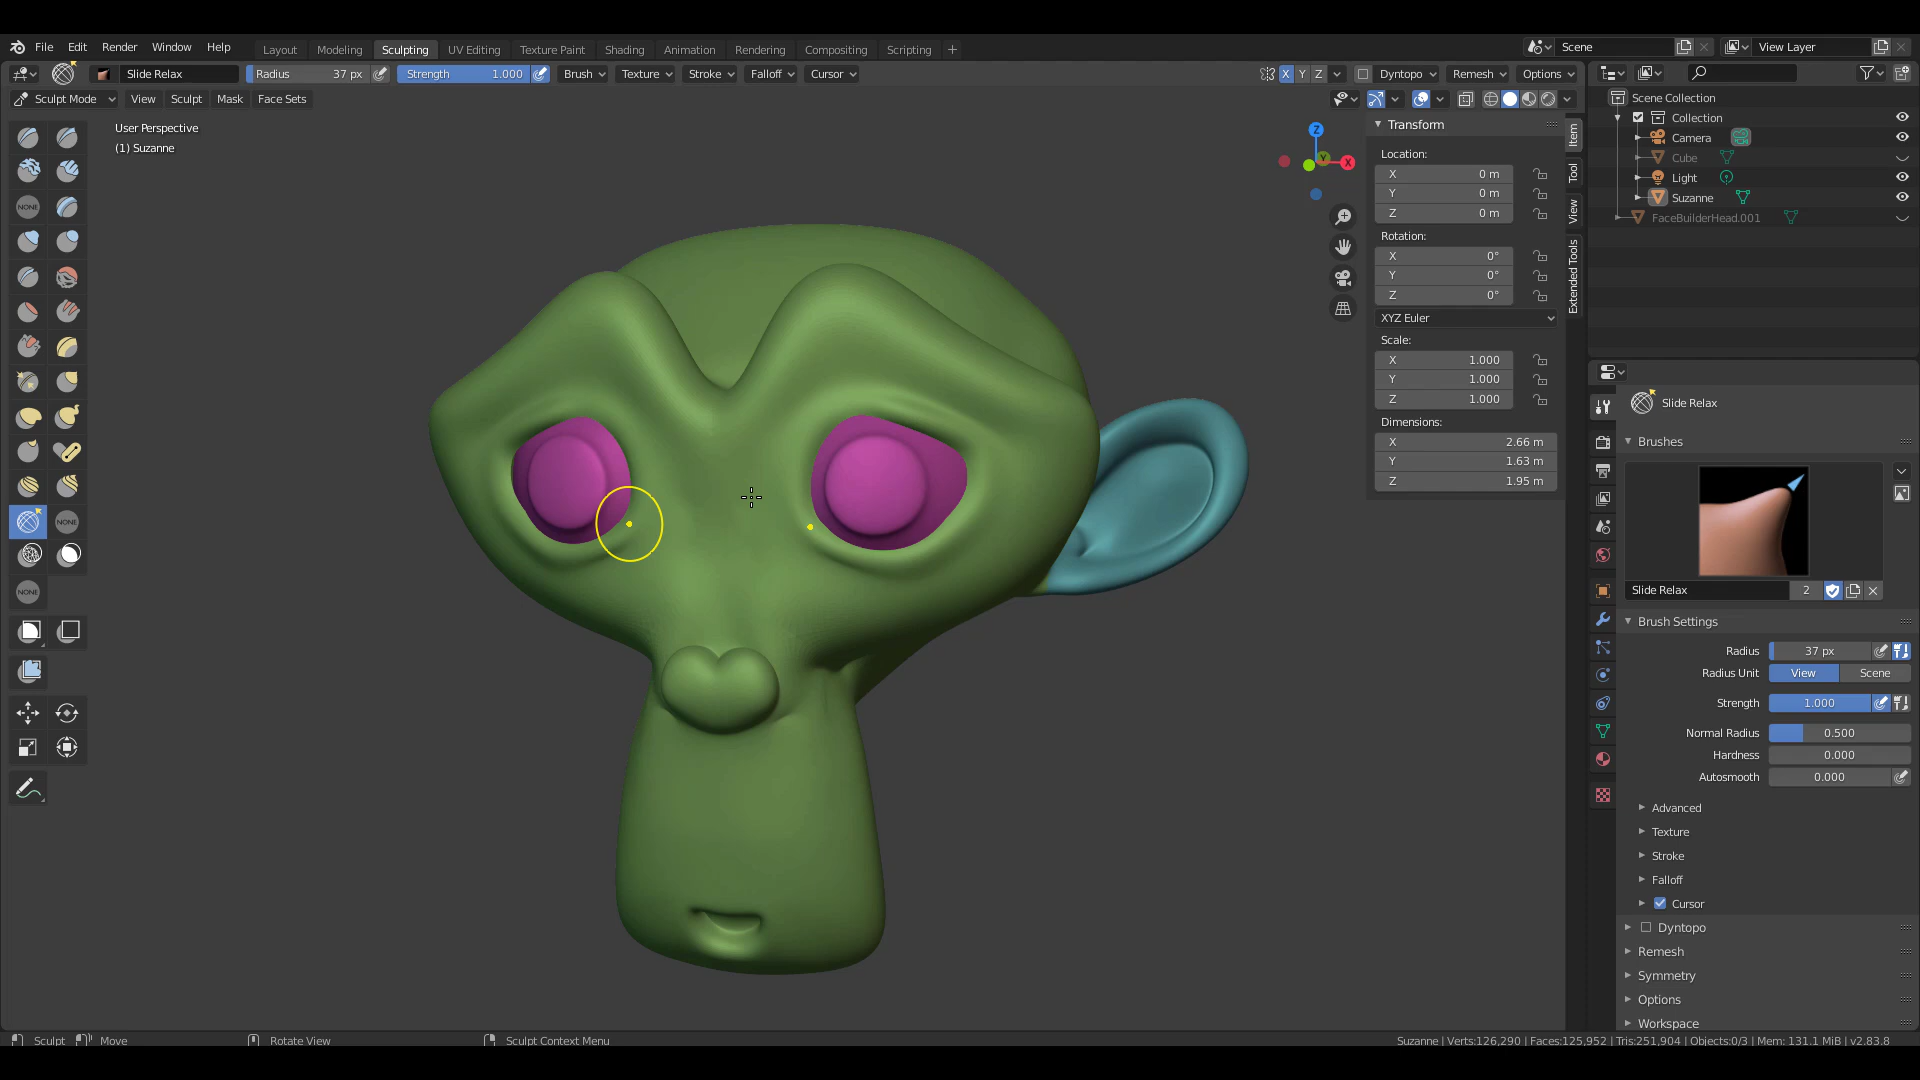 File Edit Render Window Help
Layout Modeling Sculpting UV Editing Texture Paint Shading Animation Rendering Compositing Scripting
Scene
View Layer
Slide Relax
Radius 37 px
Strength 1.000
Brush Texture Stroke Falloff Cursor
X Y Z
Dyntopo Remesh Options
Sculpt Mode View Sculpt Mask Face Sets
User Perspective
(1) Suzanne
NONE
NONE
NONE
Z
Y
X
Transform
Location:
X 0 m
Y 0 m
Z 0 m
Rotation:
X 0°
Y 0°
Z 0°
XYZ Euler
Scale:
X 1.000
Y 1.000
Z 1.000
Dimensions:
X 2.66 m
Y 1.63 m
Z 1.95 m
Item
Tool
View
Extended Tools
Scene Collection
Collection
Camera
Cube
Light
Suzanne
FaceBuilderHead.001
Slide Relax
Brushes
Slide Relax 2
Brush Settings
Radius 37 px
Radius Unit View Scene
Strength 1.000
Normal Radius 0.500
Hardness 0.000
Autosmooth 0.000
Advanced
Texture
Stroke
Falloff
Cursor
Dyntopo
Remesh
Symmetry
Options
Workspace
Sculpt Move Rotate View Sculpt Context Menu
Suzanne | Verts:126,290 | Faces:125,952 | Tris:251,904 | Objects:0/3 | Mem: 131.1 MiB | v2.83.8